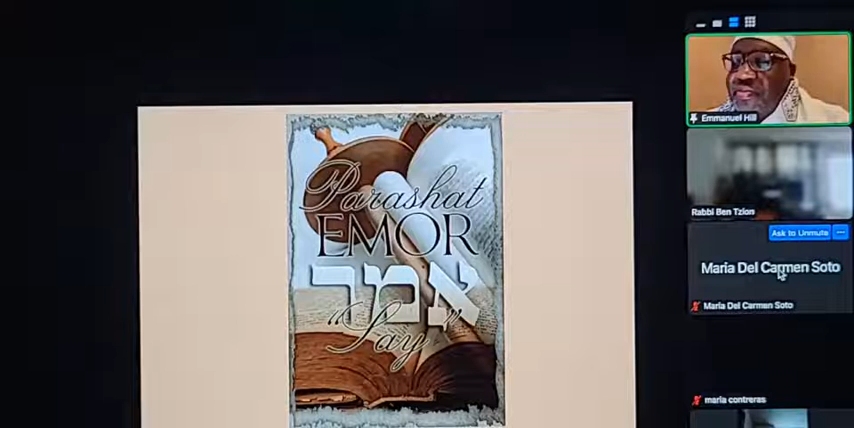 Parashat
EMOR
אמר
"Say"
Emmanuel Hill
Rabbi Ben Tzion
Ask to Unmute
Maria Del Carmen Soto
Maria Del Carmen Soto
maria contreras